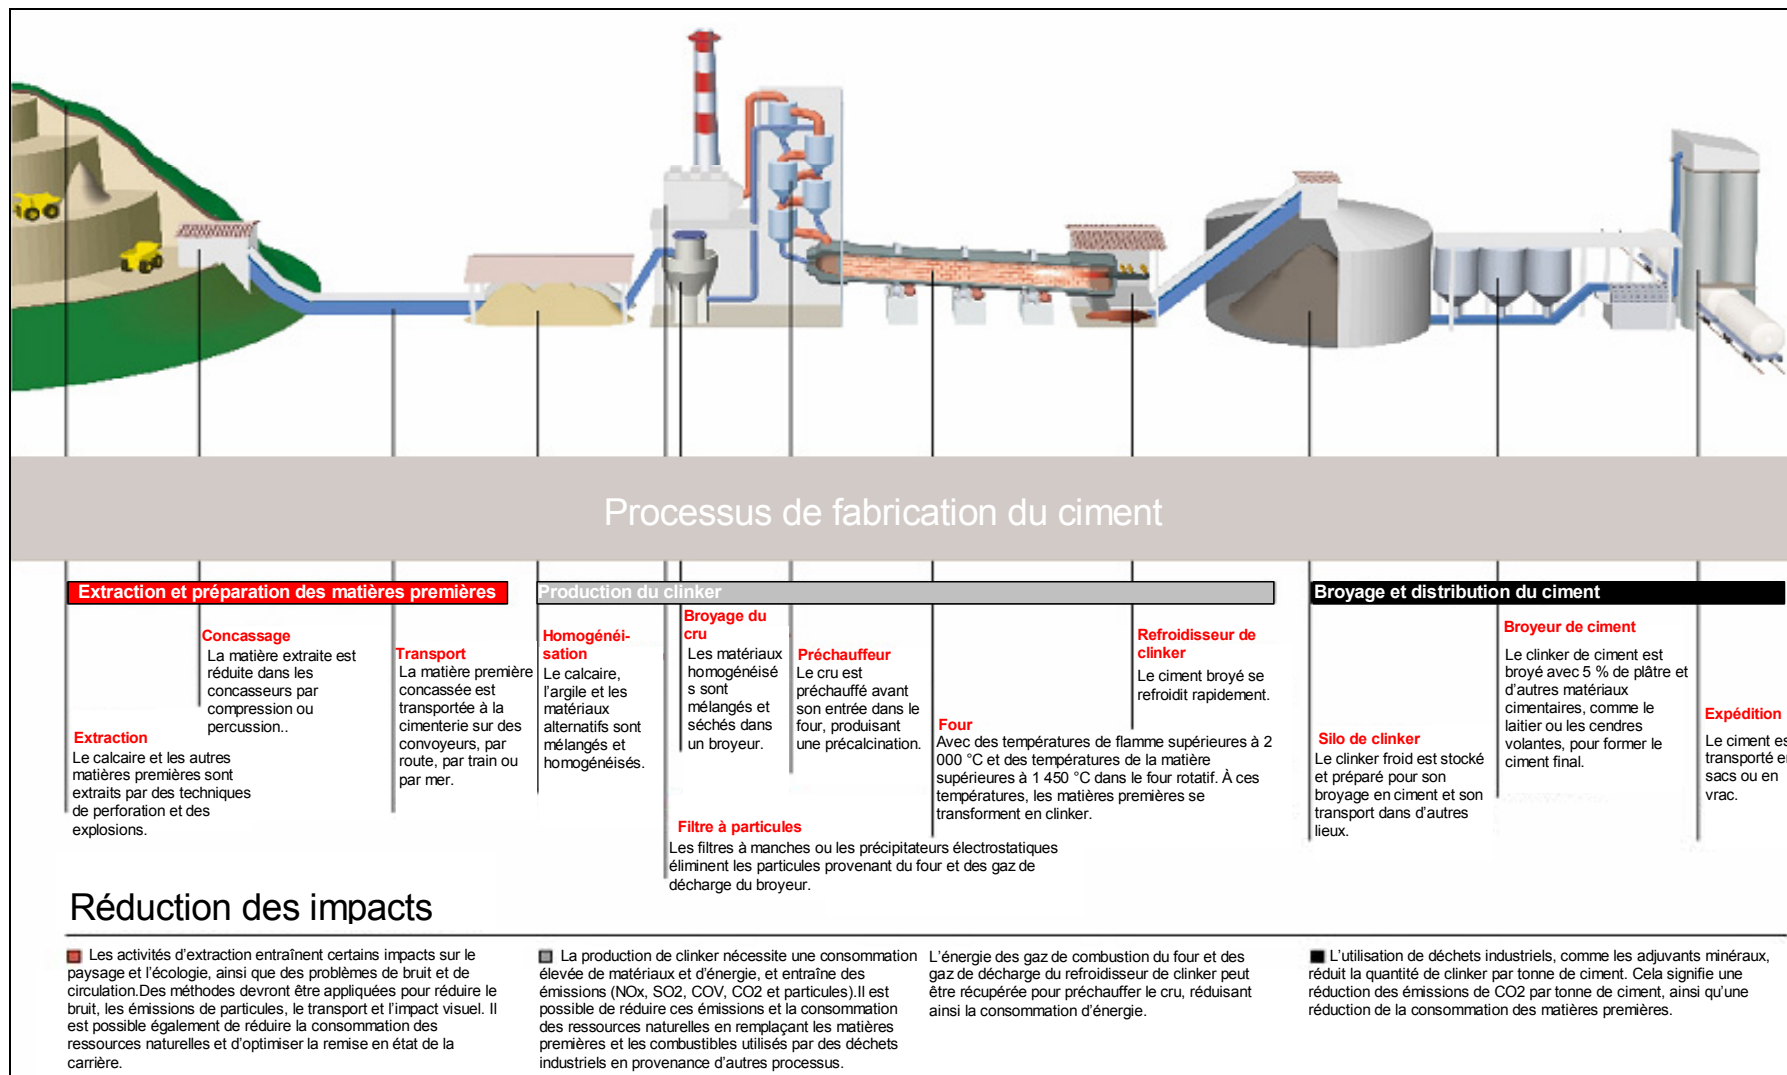 Processus de fabrication du ciment
Extraction et préparation des matières premières
Extraction
Le calcaire et les autres
matières premières sont
extraits par des techniques
de perforation et des
explosions.
Concassage
La matière extraite est
réduite dans les
concasseurs par
compression ou
percussion..
Transport
La matière première
concassée est
transportée à la
cimenterie sur des
convoyeurs, par
route, par train ou
par mer.
Production du clinker
Homogénéi-
sation
Le calcaire,
l’argile et les
matériaux
alternatifs sont
mélangés et
homogénéisés.
Broyage du
cru
Les matériaux
homogénéisé
s sont
mélangés et
séchés dans
un broyeur.
Préchauffeur
Le cru est
préchauffé avant
son entrée dans le
four, produisant
une précalcination.
Filtre à particules
Les filtres à manches ou les précipitateurs électrostatiques
éliminent les particules provenant du four et des gaz de
décharge du broyeur.
Four
Avec des températures de flamme supérieures à 2
000 °C et des températures de la matière
supérieures à 1 450 °C dans le four rotatif. À ces
températures, les matières premières se
transforment en clinker.
Refroidisseur de
clinker
Le ciment broyé se
refroidit rapidement.
Broyage et distribution du ciment
Silo de clinker
Le clinker froid est stocké
et préparé pour son
broyage en ciment et son
transport dans d'autres
lieux.
Broyeur de ciment
Le clinker de ciment est
broyé avec 5 % de plâtre et
d’autres matériaux
cimentaires, comme le
laitier ou les cendres
volantes, pour former le
ciment final.
Expédition
Le ciment es
transporté e
sacs ou en
vrac.
Réduction des impacts
Les activités d’extraction entraînent certains impacts sur le
paysage et l’écologie, ainsi que des problèmes de bruit et de
circulation.Des méthodes devront être appliquées pour réduire le
bruit, les émissions de particules, le transport et l’impact visuel. Il
est possible également de réduire la consommation des
ressources naturelles et d’optimiser la remise en état de la
carrière.
La production de clinker nécessite une consommation
élevée de matériaux et d’énergie, et entraîne des
émissions (NOx, SO2, COV, CO2 et particules).Il est
possible de réduire ces émissions et la consommation
des ressources naturelles en remplaçant les matières
premières et les combustibles utilisés par des déchets
industriels en provenance d’autres processus.
L’énergie des gaz de combustion du four et des
gaz de décharge du refroidisseur de clinker peut
être récupérée pour préchauffer le cru, réduisant
ainsi la consommation d’énergie.
L’utilisation de déchets industriels, comme les adjuvants minéraux,
réduit la quantité de clinker par tonne de ciment. Cela signifie une
réduction des émissions de CO2 par tonne de ciment, ainsi qu’une
réduction de la consommation des matières premières.